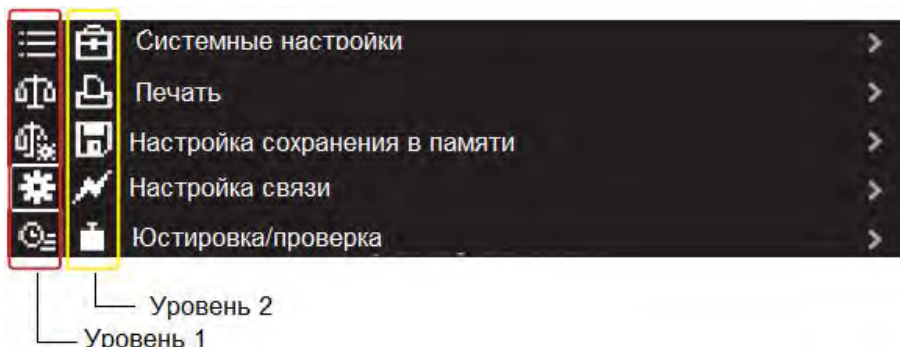 Системные настройки
Печать
Настройка сохранения в памяти
Настройка связи
Юстировка/проверка
Уровень 2
Уровень 1